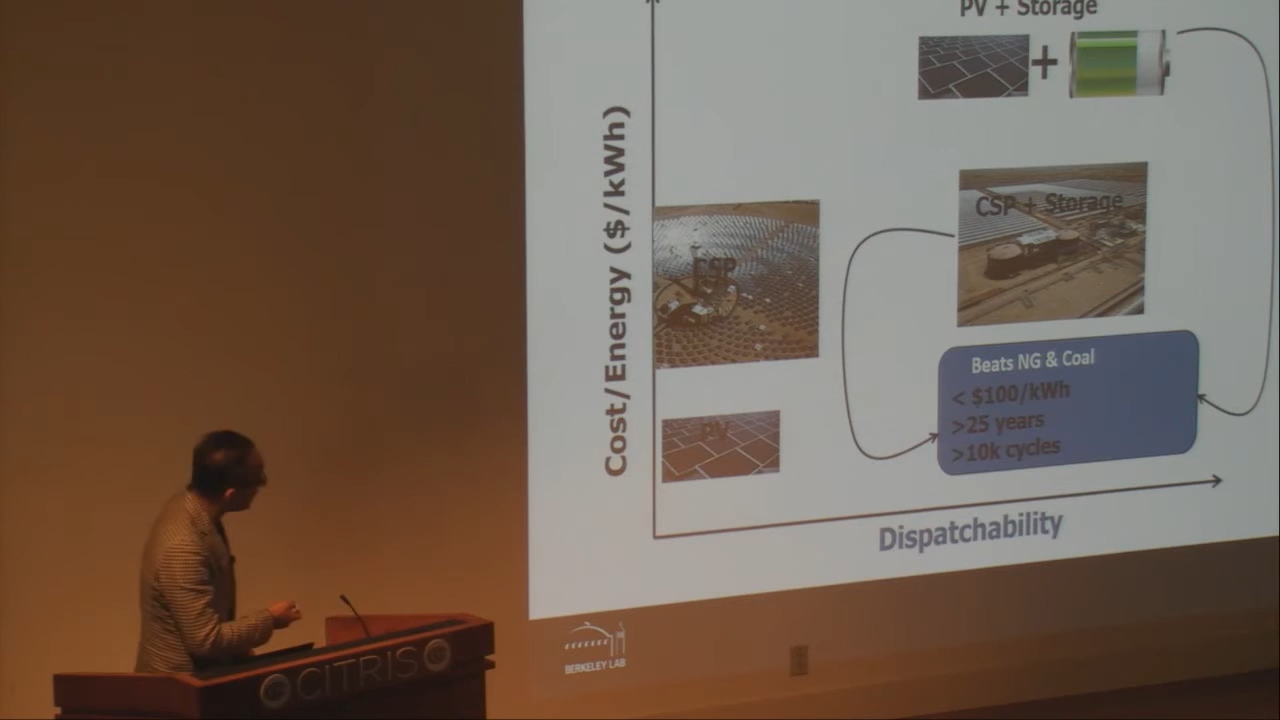 PV + Storage
Cost/Energy ($/kWh)
CSP + Storage
CSP
Beats NG & Coal
< $100/kWh
>25 years
>10k cycles
PV
Dispatchability
BERKELEY LAB
CITRIS